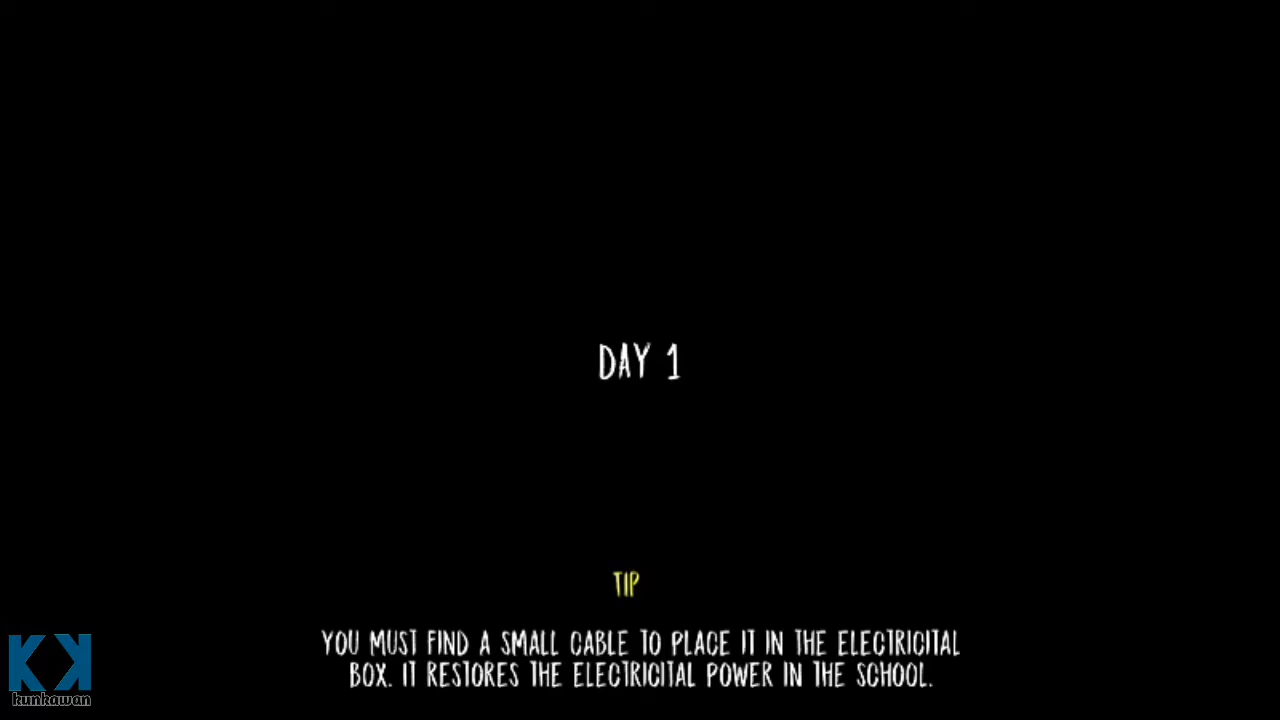 DAY 1
TIP
YOU MUST FIND A SMALL CABLE TO PLACE IT IN THE ELECTRICITAL
BOX. IT RESTORES THE ELECTRICITAL POWER IN THE SCHOOL.
KK
kunkawan